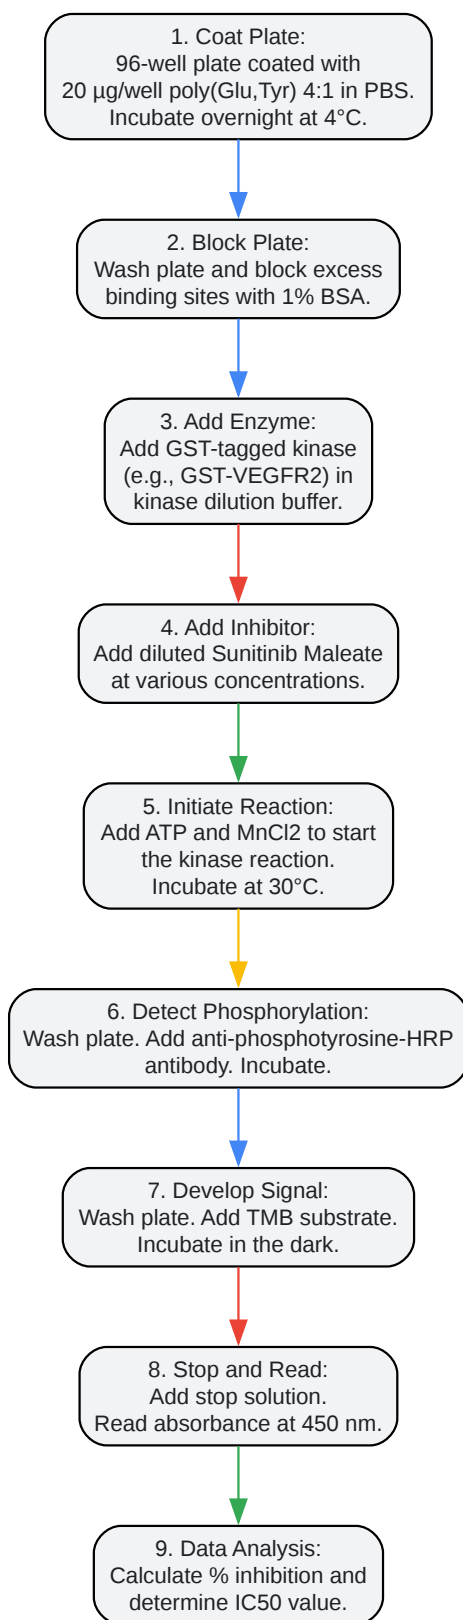 1. Coat Plate:
96-well plate coated with
20 µg/well poly(Glu,Tyr) 4:1 in PBS.
Incubate overnight at 4°C.
2. Block Plate:
Wash plate and block excess
binding sites with 1% BSA.
3. Add Enzyme:
Add GST-tagged kinase
(e.g., GST-VEGFR2) in
kinase dilution buffer.
4. Add Inhibitor:
Add diluted Sunitinib Maleate
at various concentrations.
5. Initiate Reaction:
Add ATP and MnCl2 to start
the kinase reaction.
Incubate at 30°C.
6. Detect Phosphorylation:
Wash plate. Add anti-phosphotyrosine-HRP
antibody. Incubate.
7. Develop Signal:
Wash plate. Add TMB substrate.
Incubate in the dark.
8. Stop and Read:
Add stop solution.
Read absorbance at 450 nm.
9. Data Analysis:
Calculate % inhibition and
determine IC50 value.